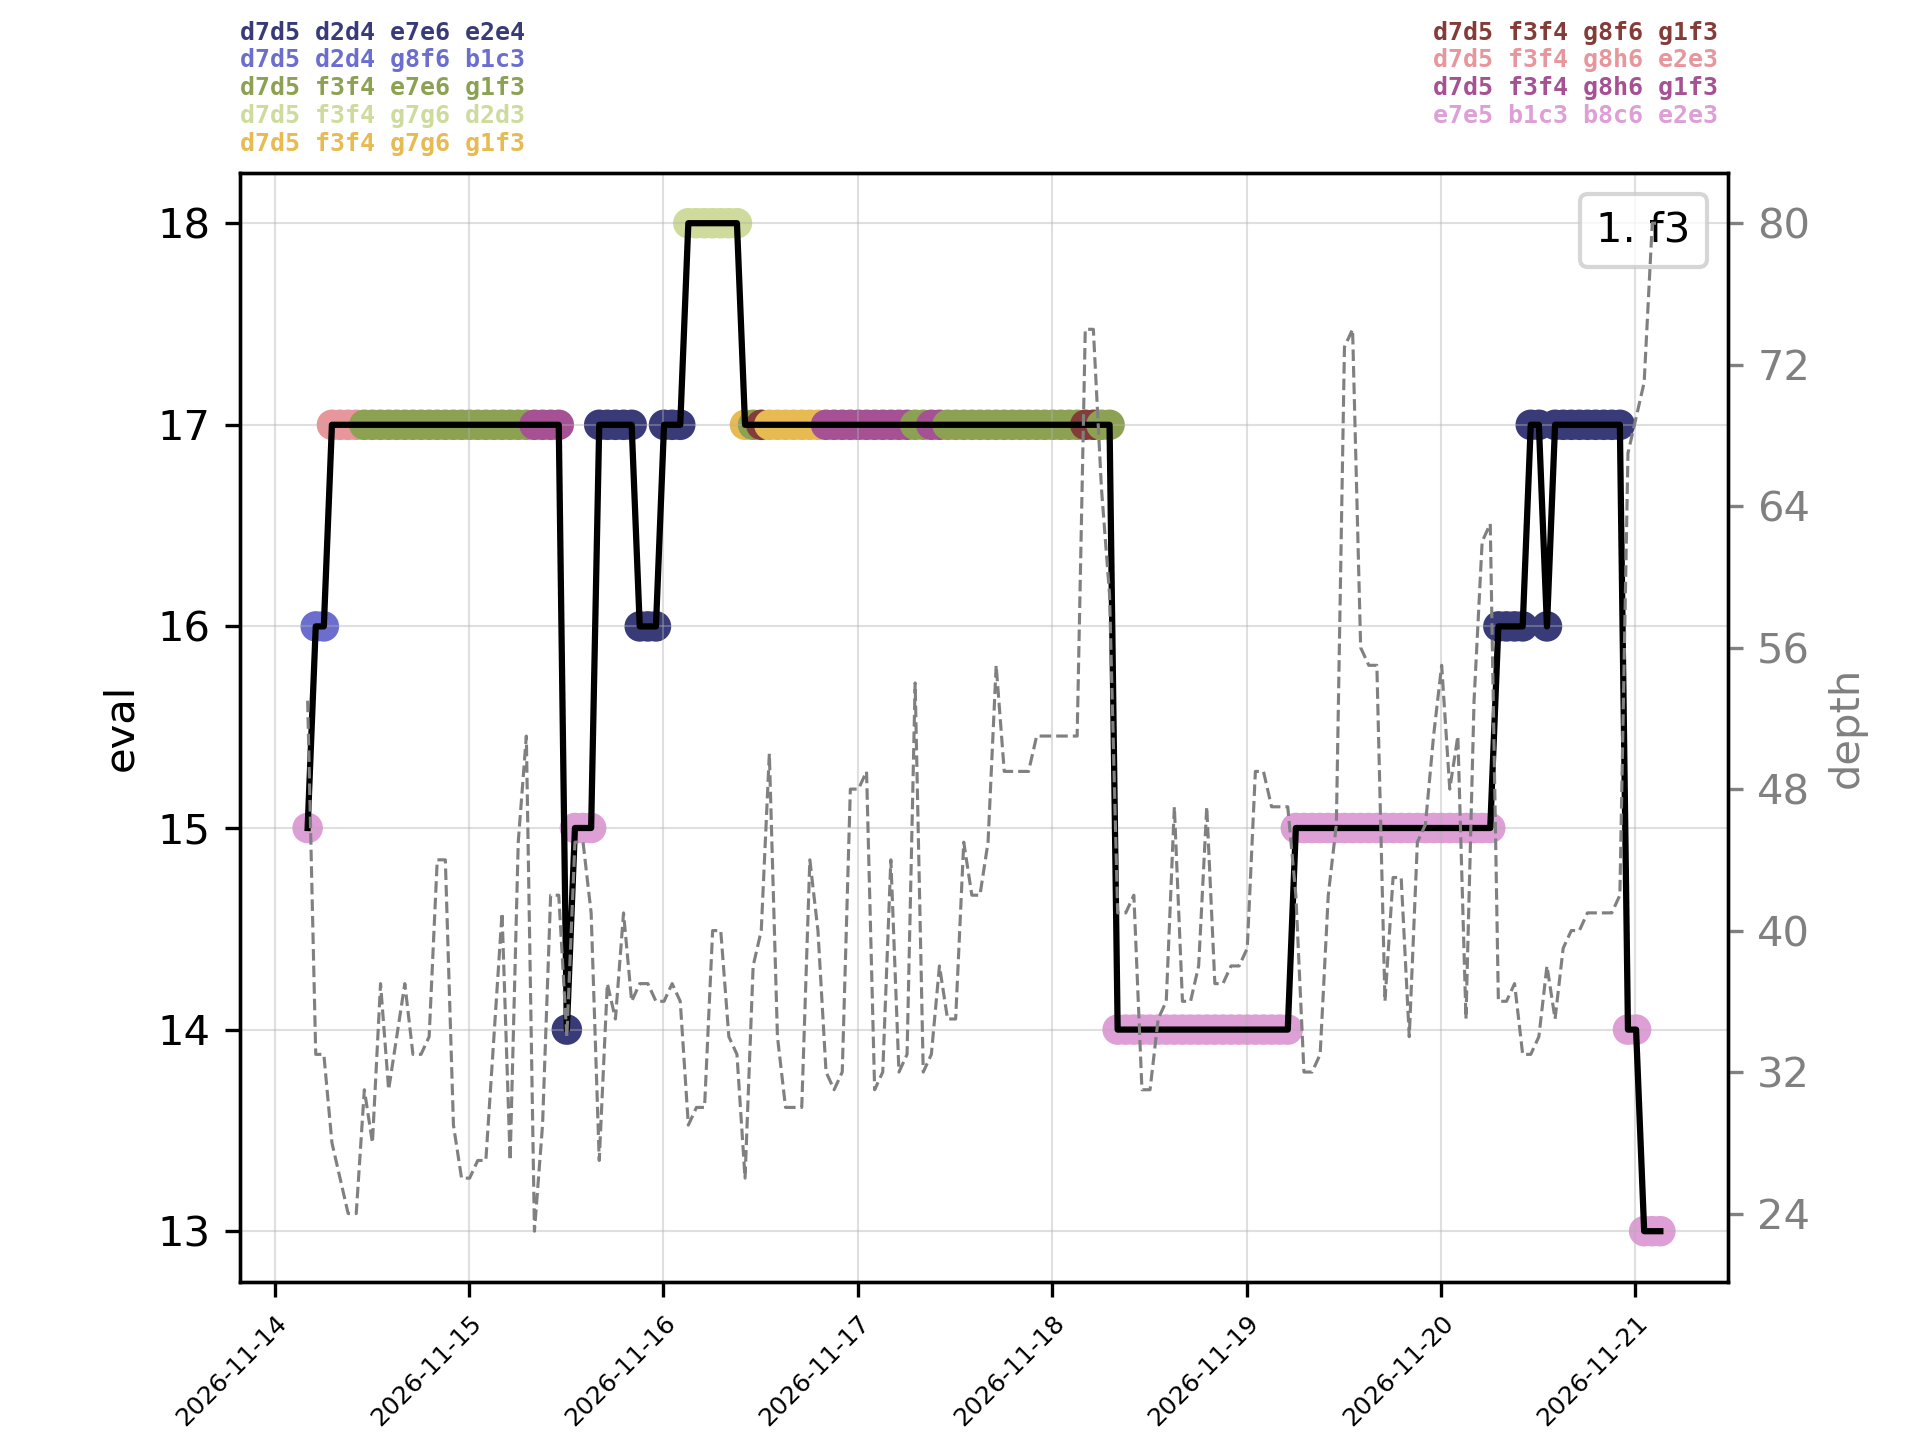 d7d5 d2d4 e7e6 e2e4
d7d5 d2d4 g8f6 b1c3
d7d5 f3f4 e7e6 g1f3
d7d5 f3f4 g7g6 d2d3
d7d5 f3f4 g7g6 g1f3
d7d5 f3f4 g8f6 g1f3
d7d5 f3f4 g8h6 e2e3
d7d5 f3f4 g8h6 g1f3
e7e5 b1c3 b8c6 e2e3
1. f3
18
17
16
15
14
13
eval
80
72
64
56
48
40
32
24
depth
2026-11-14
2026-11-15
2026-11-16
2026-11-17
2026-11-18
2026-11-19
2026-11-20
2026-11-21